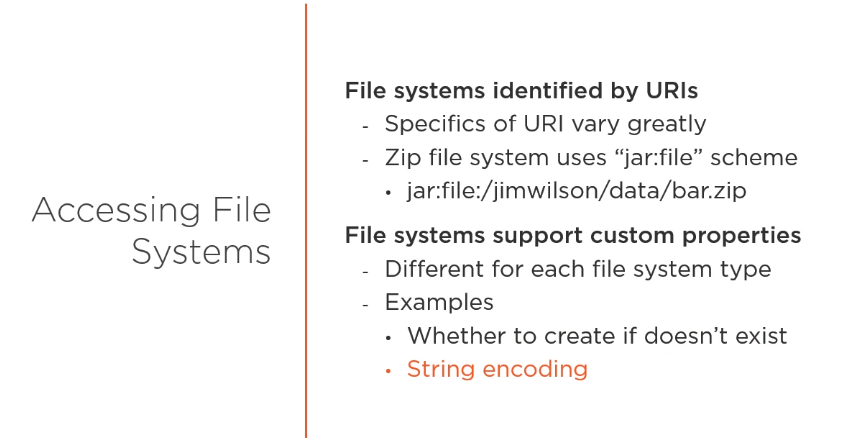 Accessing File
Systems
File systems identified by URIs
- Specifics of URI vary greatly
- Zip file system uses “jar:file” scheme
• jar:file:/jimwilson/data/bar.zip
File systems support custom properties
- Different for each file system type
- Examples
• Whether to create if doesn’t exist
• String encoding